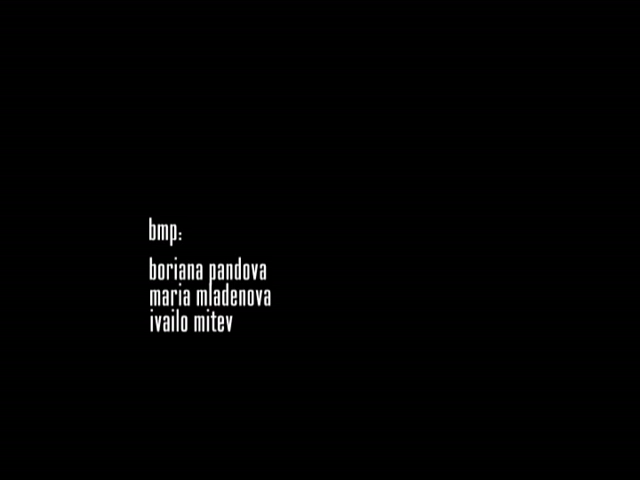 bmp:
boriana pandova
maria mladenova
ivailo mitev